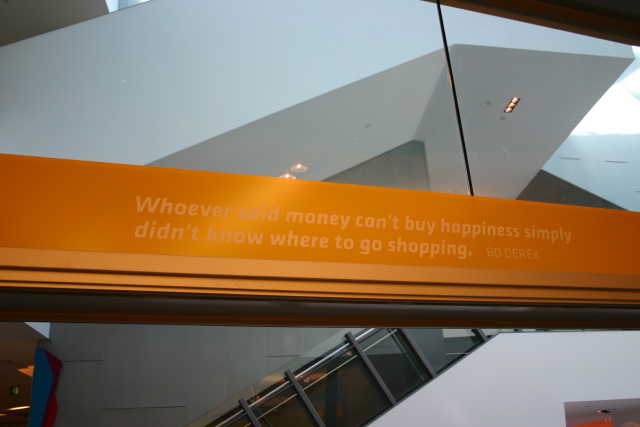 Whoever said money can't buy happiness simply
didn't know where to go shopping. BO DEREK